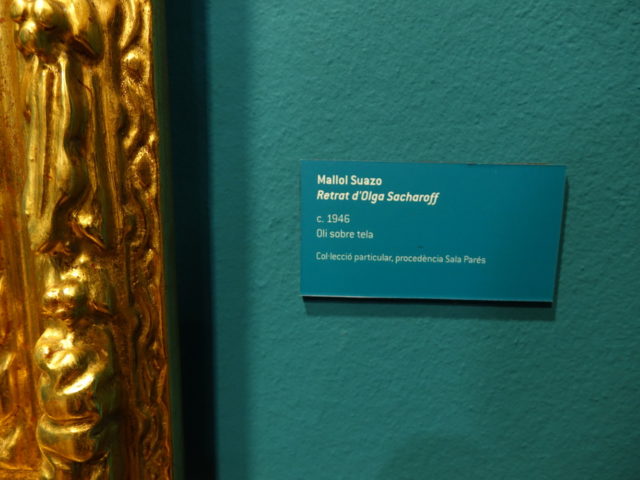 Mallol Suazo
Retrat d'Olga Sacharoff
c. 1946
Oli sobre tela
Col·lecció particular, procedència Sala Parés